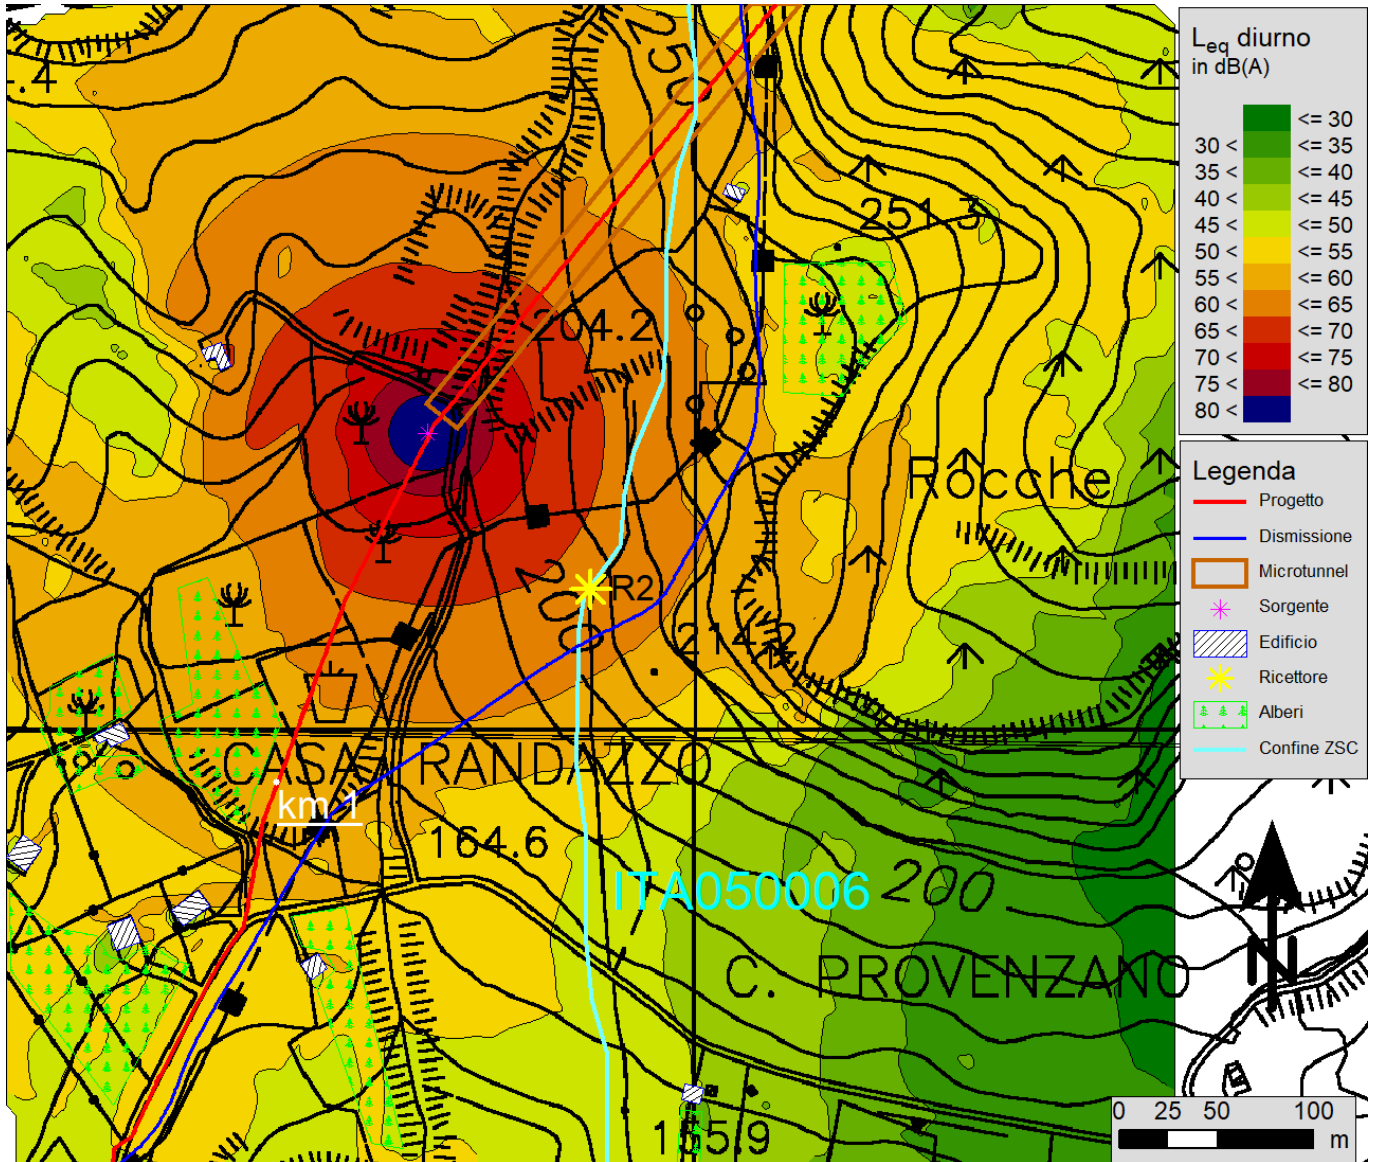 250
.4
251.3
204.2
Rocche
200
R2
214.2
CASA RANDAZZO
km 1
164.6
ITA050006
200
C. PROVENZANO
155.9
Leq diurno
in dB(A)
<= 30
30 < <= 35
35 < <= 40
40 < <= 45
45 < <= 50
50 < <= 55
55 < <= 60
60 < <= 65
65 < <= 70
70 < <= 75
75 < <= 80
80 <
Legenda
Progetto
Dismissione
Microtunnel
Sorgente
Edificio
Ricettore
Alberi
Confine ZSC
N
0 25 50 100
m